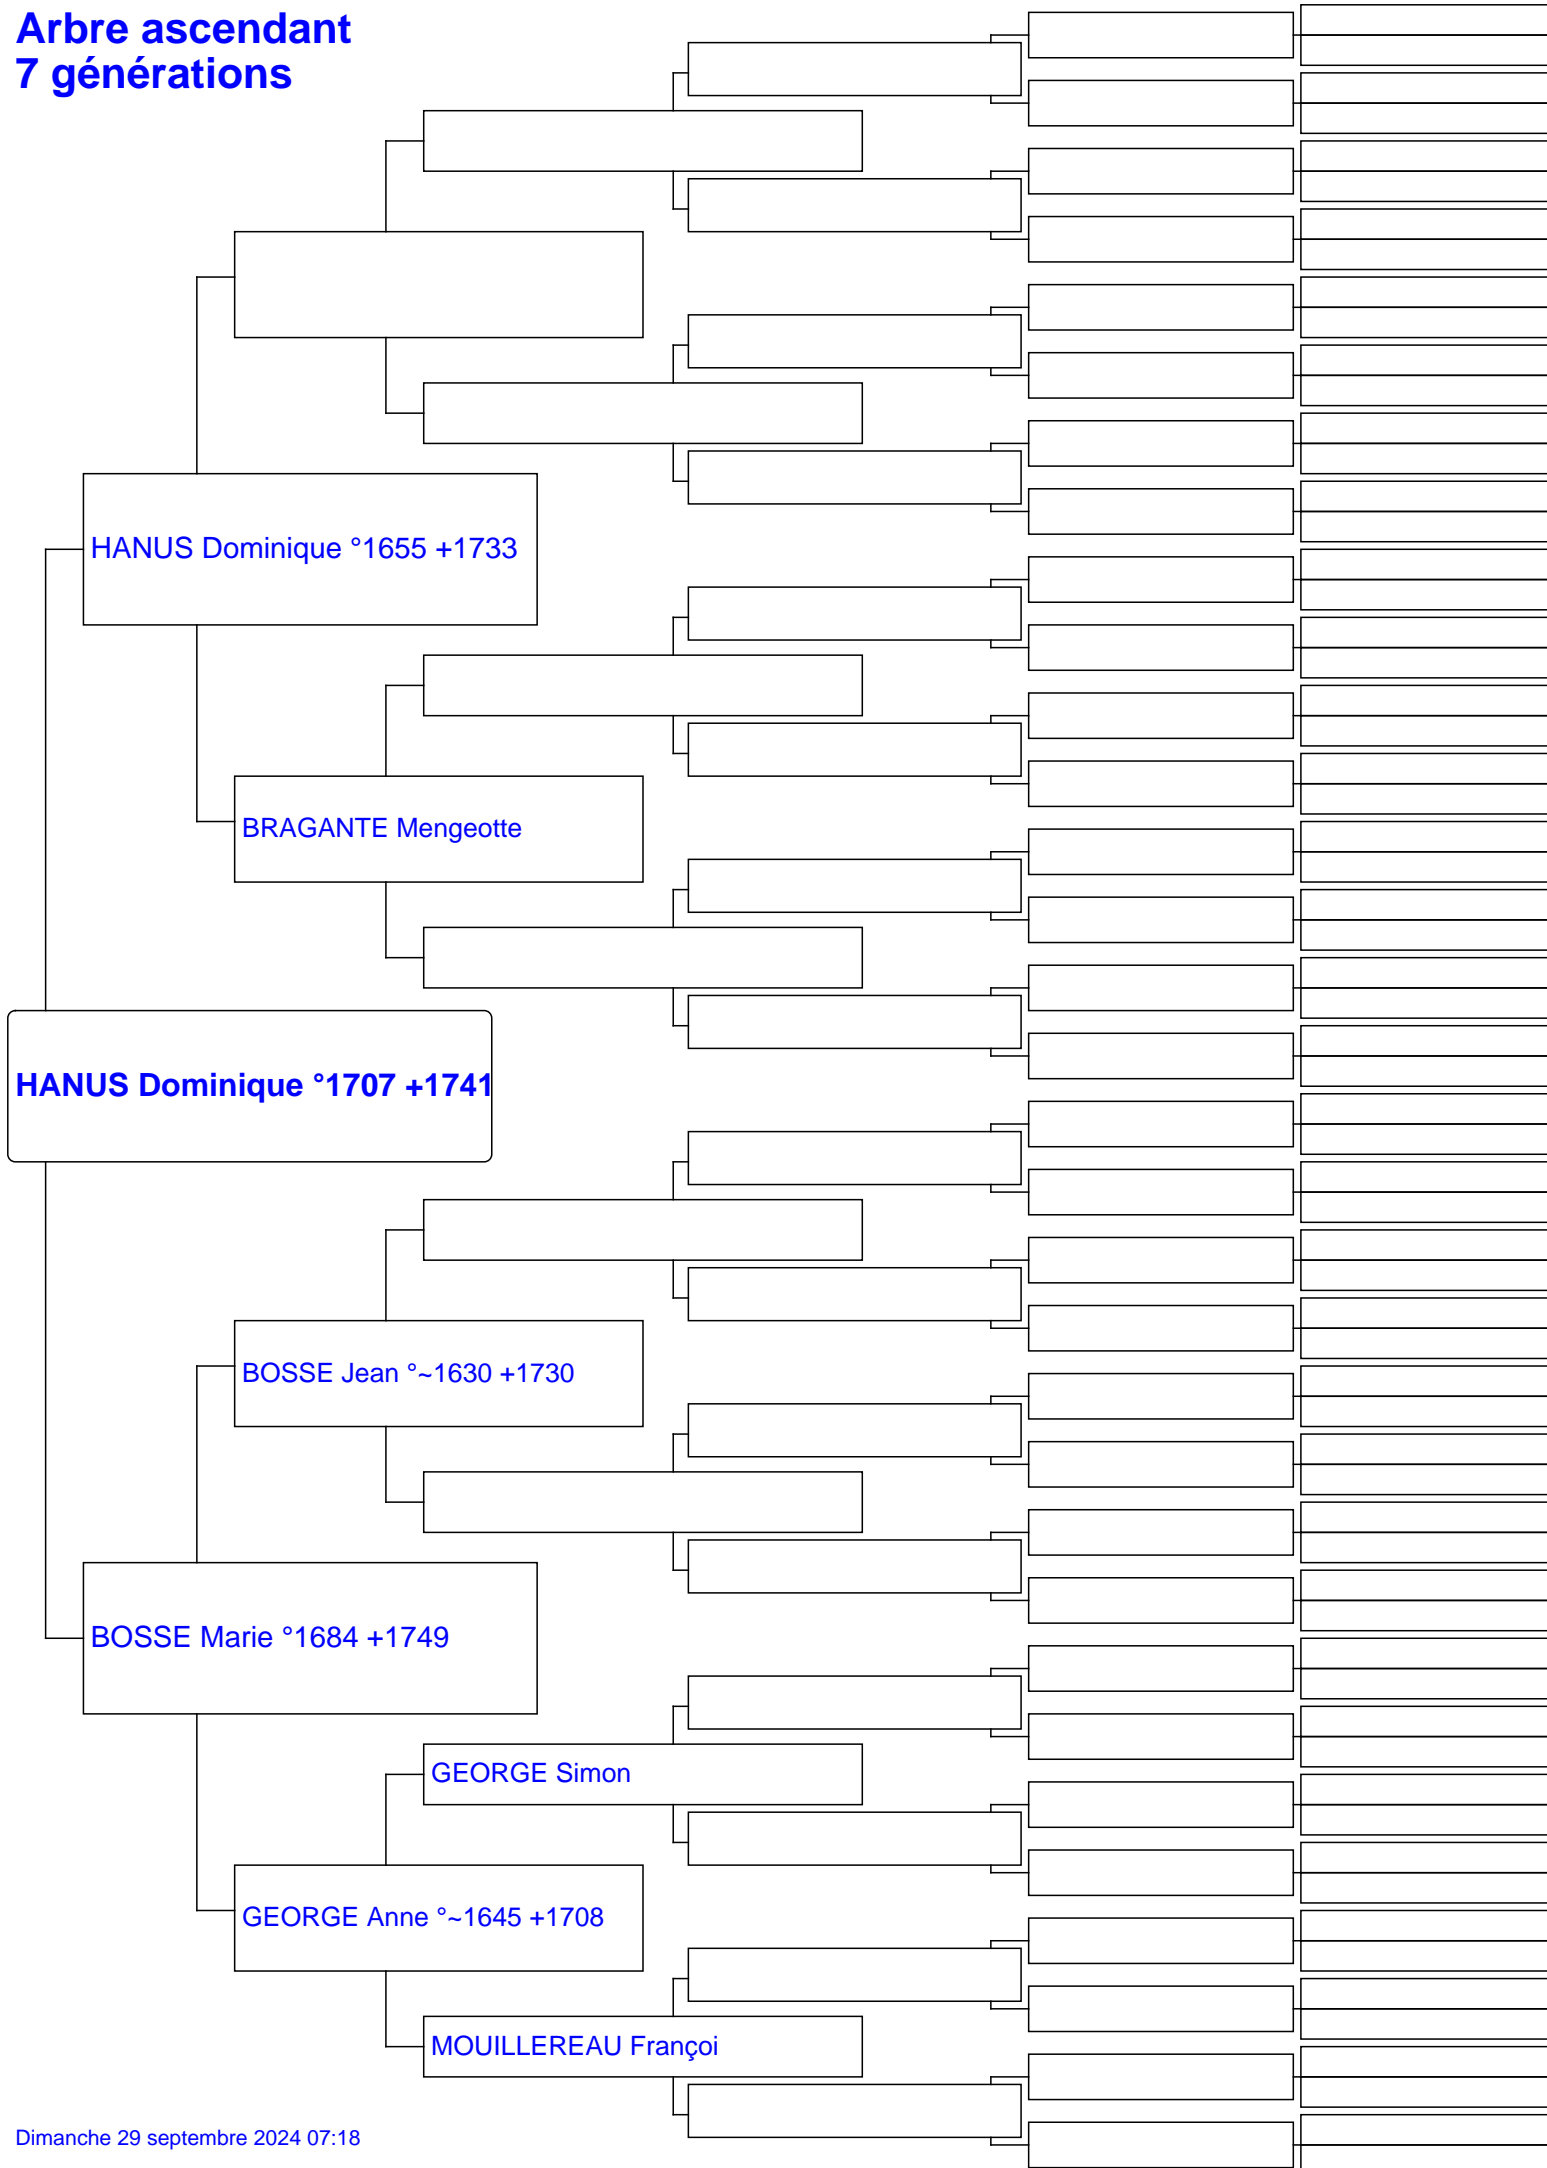 Arbre ascendant
7 générations
HANUS Dominique °1655 +1733
BRAGANTE Mengeotte
HANUS Dominique °1707 +1741
BOSSE Jean °~1630 +1730
BOSSE Marie °1684 +1749
GEORGE Simon
GEORGE Anne °~1645 +1708
MOUILLEREAU Françoi
Dimanche 29 septembre 2024 07:18